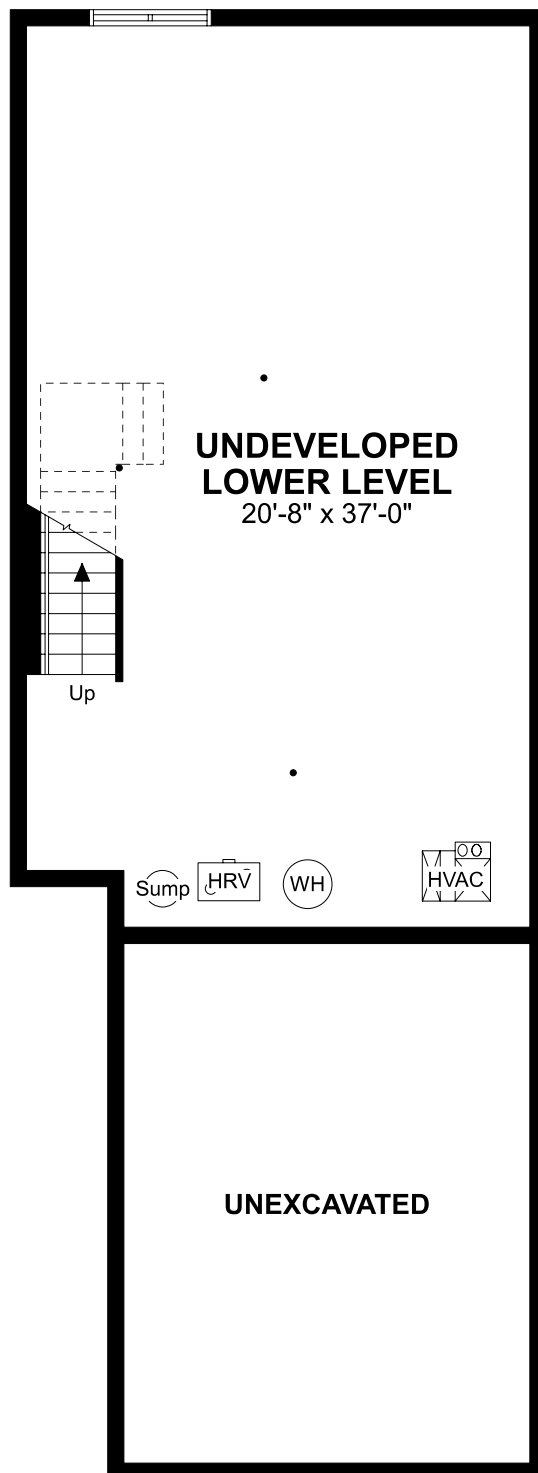 UNDEVELOPED
LOWER LEVEL
20'-8" x 37'-0"
Up
Sump
HRV
WH
HVAC
UNEXCAVATED